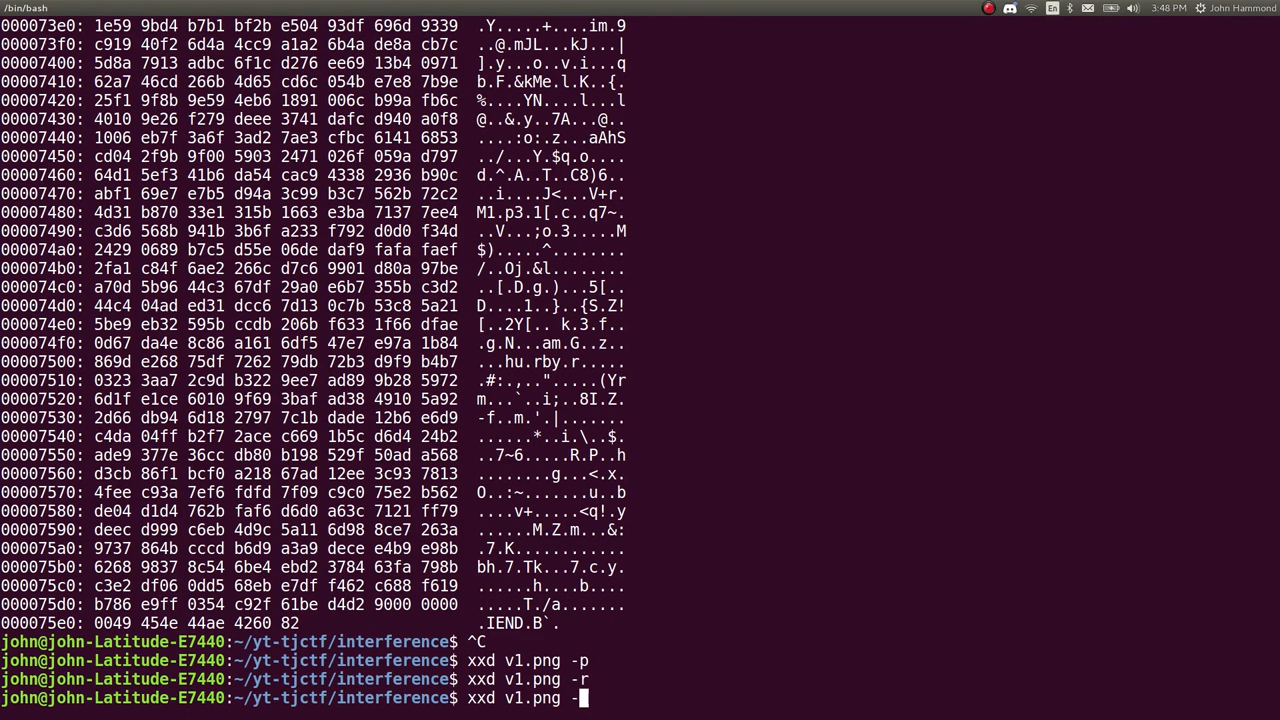 /bin/bash
En
3:48 PM
John Hammond
000073e0: 1e59 9bd4 b7b1 bf2b e504 93df 696d 9339  .Y.....+....im.9
000073f0: c919 40f2 6d4a 4cc9 a1a2 6b4a de8a cb7c  ..@.mJL...kJ...|
00007400: 5d8a 7913 adbc 6f1c d276 ee69 13b4 0971  ].y...o..v.i...q
00007410: 62a7 46cd 266b 4d65 cd6c 054b e7e8 7b9e  b.F.&kMe.l.K..{.
00007420: 25f1 9f8b 9e59 4eb6 1891 006c b99a fb6c  %....YN....l...l
00007430: 4010 9e26 f279 deee 3741 dafc d940 a0f8  @..&.y..7A...@..
00007440: 1006 eb7f 3a6f 3ad2 7ae3 cfbc 6141 6853  ....:o:.z...aAhS
00007450: cd04 2f9b 9f00 5903 2471 026f 059a d797  ../...Y.$q.o....
00007460: 64d1 5ef3 41b6 da54 cac9 4338 2936 b90c  d.^.A..T..C8)6..
00007470: abf1 69e7 e7b5 d94a 3c99 b3c7 562b 72c2  ..i....J<...V+r.
00007480: 4d31 b870 33e1 315b 1663 e3ba 7137 7ee4  M1.p3.1[.c..q7~.
00007490: c3d6 568b 941b 3b6f a233 f792 d0d0 f34d  ..V...;o.3.....M
000074a0: 2429 0689 b7c5 d55e 06de daf9 fafa faef  $).....^........
000074b0: 2fa1 c84f 6ae2 266c d7c6 9901 d80a 97be  /..Oj.&l........
000074c0: a70d 5b96 44c3 67df 29a0 e6b7 355b c3d2  ..[.D.g.)...5[..
000074d0: 44c4 04ad ed31 dcc6 7d13 0c7b 53c8 5a21  D....1..}..{S.Z!
000074e0: 5be9 eb32 595b ccdb 206b f633 1f66 dfae  [..2Y[.. k.3.f..
000074f0: 0d67 da4e 8c86 a161 6df5 47e7 e97a 1b84  .g.N...am.G..z..
00007500: 869d e268 75df 7262 79db 72b3 d9f9 b4b7  ...hu.rby.r.....
00007510: 0323 3aa7 2c9d b322 9ee7 ad89 9b28 5972  .#:.,..".....(Yr
00007520: 6d1f e1ce 6010 9f69 3baf ad38 4910 5a92  m...`..i;..8I.Z.
00007530: 2d66 db94 6d18 2797 7c1b dade 12b6 e6d9  -f..m.'.|.......
00007540: c4da 04ff b2f7 2ace c669 1b5c d6d4 24b2  ......*..i.\..$.
00007550: ade9 377e 36cc db80 b198 529f 50ad a568  ..7~6.....R.P..h
00007560: d3cb 86f1 bcf0 a218 67ad 12ee 3c93 7813  ........g...<.x.
00007570: 4fee c93a 7ef6 fdfd 7f09 c9c0 75e2 b562  O..:~.......u..b
00007580: de04 d1d4 762b faf6 d6d0 a63c 7121 ff79  ....v+.....<q!.y
00007590: deec d999 c6eb 4d9c 5a11 6d98 8ce7 263a  ......M.Z.m...&:
000075a0: 9737 864b cccd b6d9 a3a9 dece e4b9 e98b  .7.K............
000075b0: 6268 9837 8c54 6be4 ebd2 3784 63fa 798b  bh.7.Tk...7.c.y.
000075c0: c3e2 df06 0dd5 68eb e7df f462 c688 f619  ......h....b....
000075d0: b786 e9ff 0354 c92f 61be d4d2 9000 0000  .....T./a.......
000075e0: 0049 454e 44ae 4260 82  .IEND.B`.
john@john-Latitude-E7440:~/yt-tjctf/interference$ ^C
john@john-Latitude-E7440:~/yt-tjctf/interference$ xxd v1.png -p
john@john-Latitude-E7440:~/yt-tjctf/interference$ xxd v1.png -r
john@john-Latitude-E7440:~/yt-tjctf/interference$ xxd v1.png -